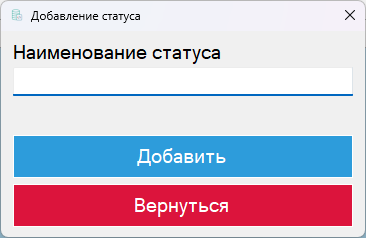 Добавление статуса
Наименование статуса
Добавить
Вернуться